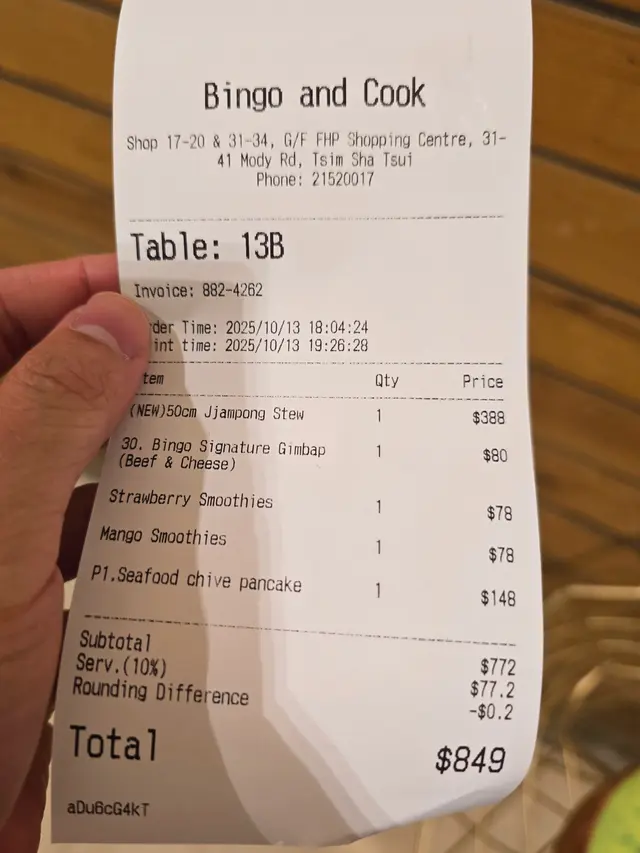 Bingo and Cook
Shop 17-20 & 31-34, G/F FHP Shopping Centre, 31-
41 Mody Rd, Tsim Sha Tsui
Phone: 21520017
Table: 13B
Invoice: 882-4262
der Time: 2025/10/13 18:04:24
int time: 2025/10/13 19:26:28
tem Qty Price
(NEW)50cm Jjampong Stew 1 $388
30. Bingo Signature Gimbap 1 $80
(Beef & Cheese)
Strawberry Smoothies 1 $78
Mango Smoothies 1 $78
P1.Seafood chive pancake 1 $148
Subtotal $772
Serv.(10%) $77.2
Rounding Difference -$0.2
Total $849
aDu6cG4kT